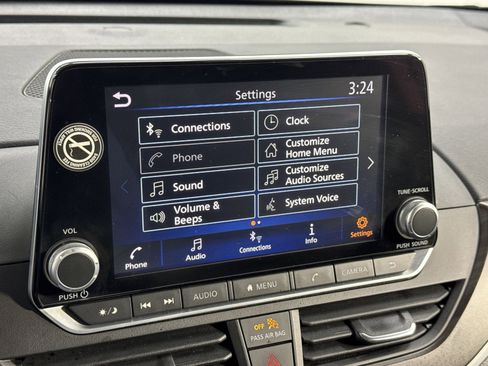 Settings
3:24
Connections
Clock
Phone
Customize
Home Menu
Sound
Customize
Audio Sources
Volume &
Beeps
System Voice
Phone
Audio
Connections
Info
Settings
VOL
PUSH
TUNE·SCROLL
PUSH SOUND
AUDIO
MENU
CAMERA
OFF
PASS AIR BAG